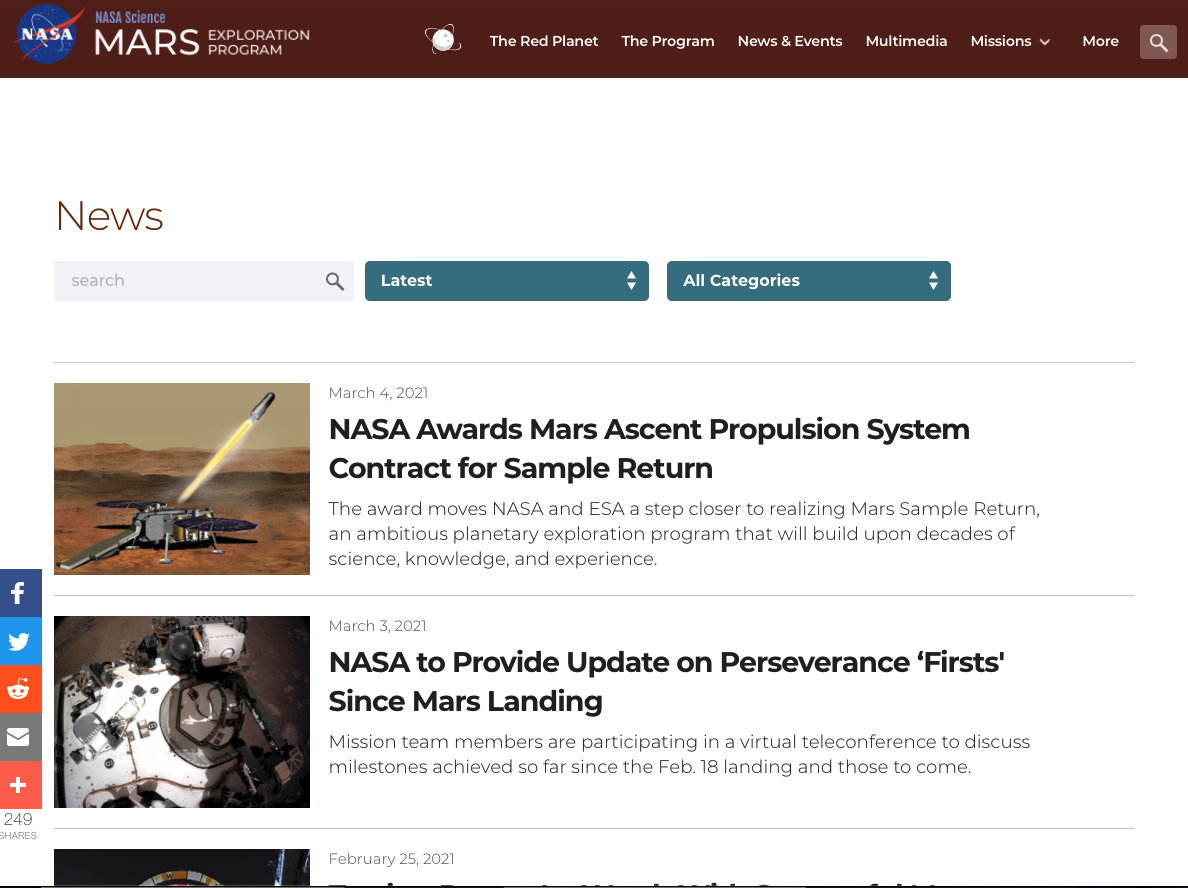 NASA
NASA Science
MARS EXPLORATION
PROGRAM
The Red Planet The Program News & Events Multimedia Missions More
News
search Latest All Categories
March 4, 2021
NASA Awards Mars Ascent Propulsion System
Contract for Sample Return
The award moves NASA and ESA a step closer to realizing Mars Sample Return,
an ambitious planetary exploration program that will build upon decades of
science, knowledge, and experience.
March 3, 2021
NASA to Provide Update on Perseverance ‘Firsts'
Since Mars Landing
Mission team members are participating in a virtual teleconference to discuss
milestones achieved so far since the Feb. 18 landing and those to come.
249
SHARES
February 25, 2021